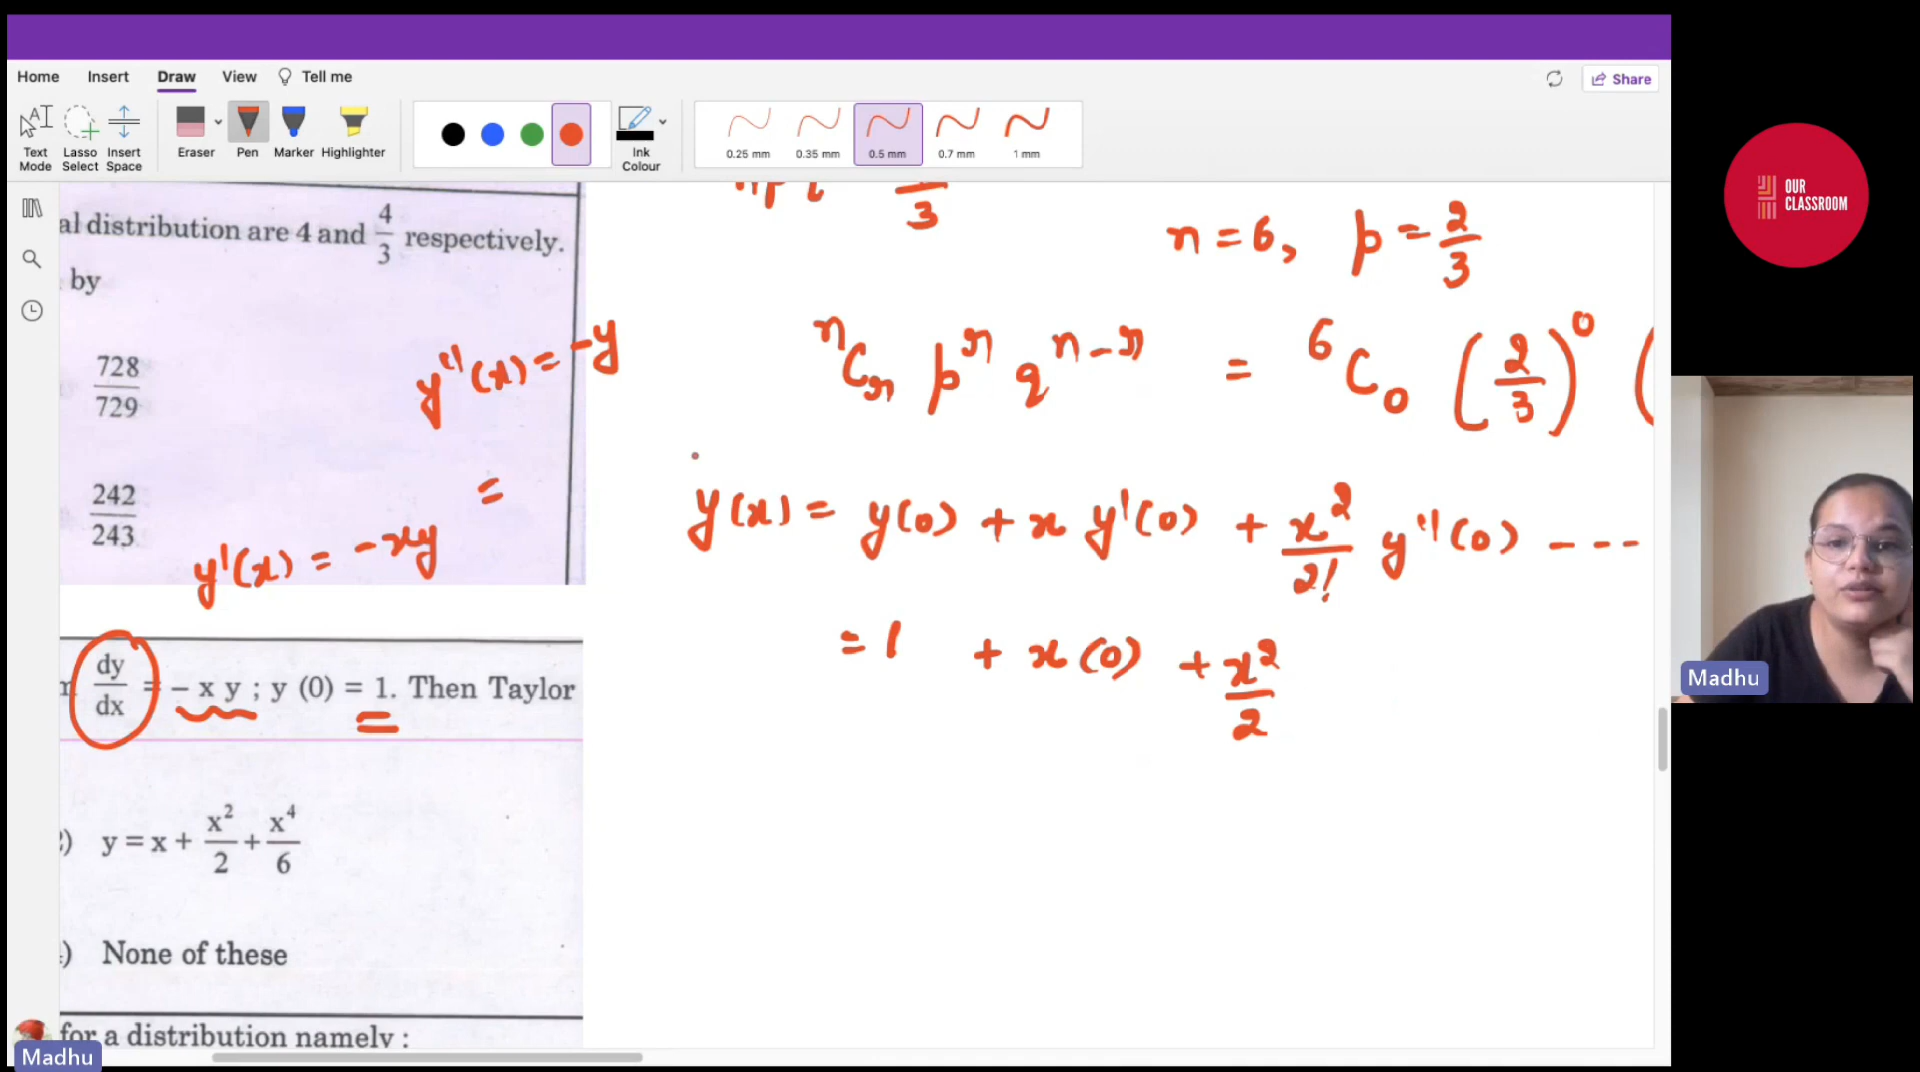 Home Insert Draw View Tell me
Share
Text Mode
Lasso Select
Insert Space
Eraser
Pen
Marker
Highlighter
Ink Colour
0.25 mm
0.35 mm
0.5 mm
0.7 mm
1 mm
OUR CLASSROOM
al distribution are 4 and 4/3 respectively.
by
728/729
242/243
y''(x) = -y
=
y'(x) = -xy
3
n = 6, p = 2/3
ⁿCᵣ pʳ qⁿ⁻ʳ = ⁶C₀ (2/3)⁰ (
y(x) = y(0) + x y'(0) + x²/2! y''(0) ---
= 1 + x(0) + x²/2
dy/dx = - x y ; y (0) = 1. Then Taylor
) y = x + x²/2 + x⁴/6
) None of these
for a distribution namely :
Madhu
Madhu